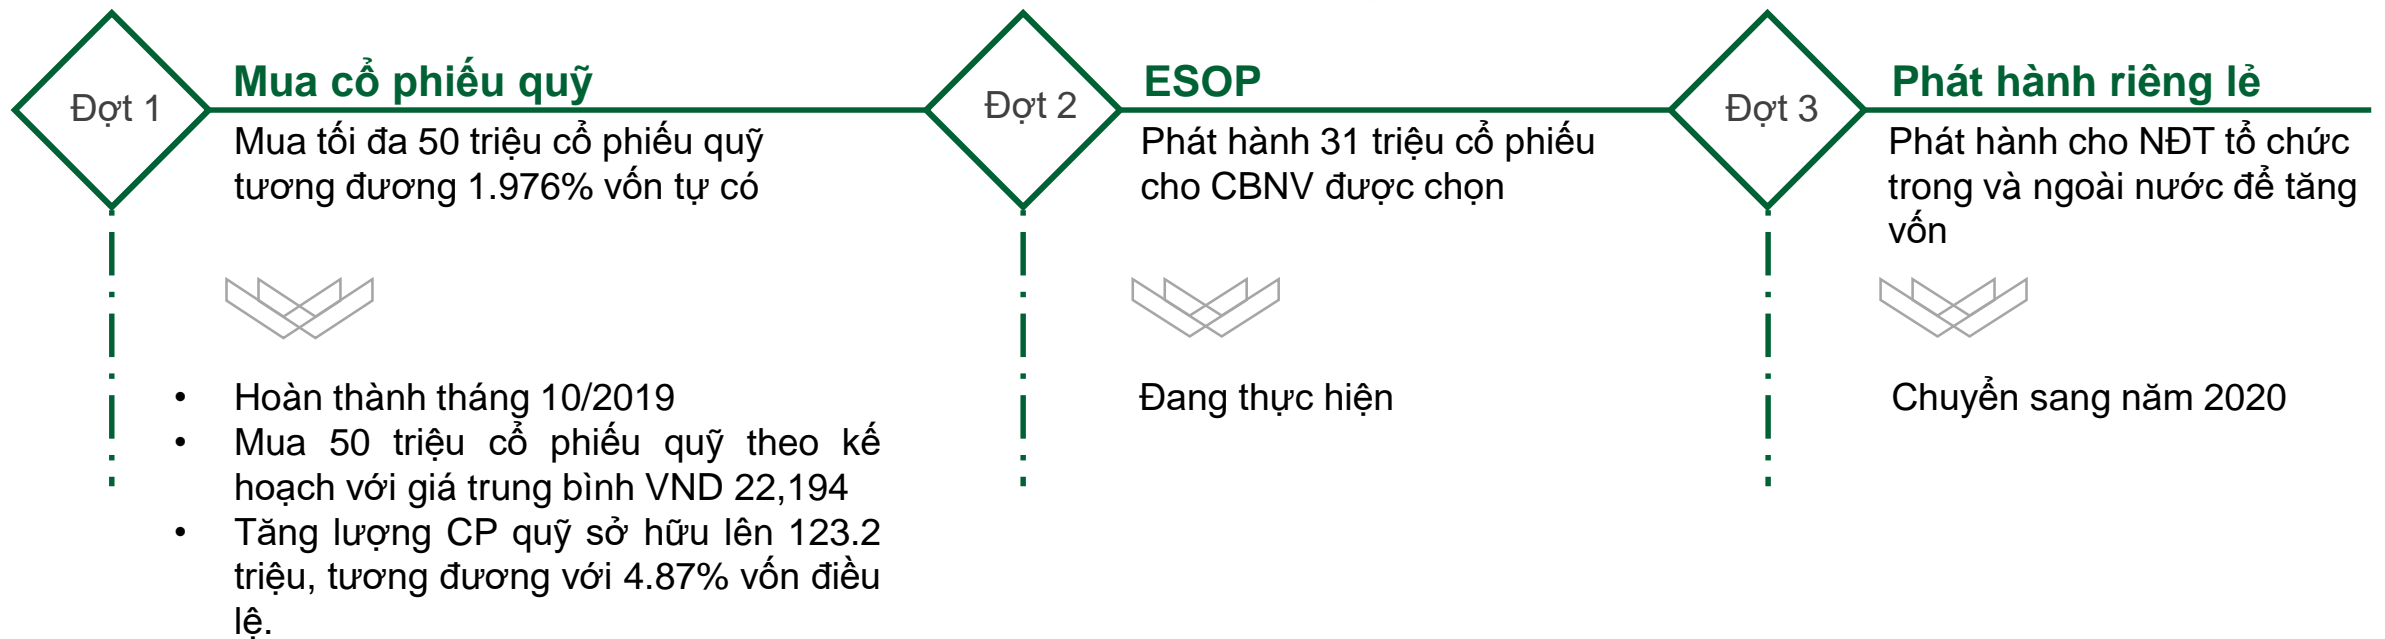 Đợt 1
Mua cổ phiếu quỹ
Mua tối đa 50 triệu cổ phiếu quỹ
tương đương 1.976% vốn tự có
• Hoàn thành tháng 10/2019
• Mua 50 triệu cổ phiếu quỹ theo kế
hoạch với giá trung bình VND 22,194
• Tăng lượng CP quỹ sở hữu lên 123.2
triệu, tương đương với 4.87% vốn điều
lệ.
Đợt 2
ESOP
Phát hành 31 triệu cổ phiếu
cho CBNV được chọn
Đang thực hiện
Đợt 3
Phát hành riêng lẻ
Phát hành cho NĐT tổ chức
trong và ngoài nước để tăng
vốn
Chuyển sang năm 2020